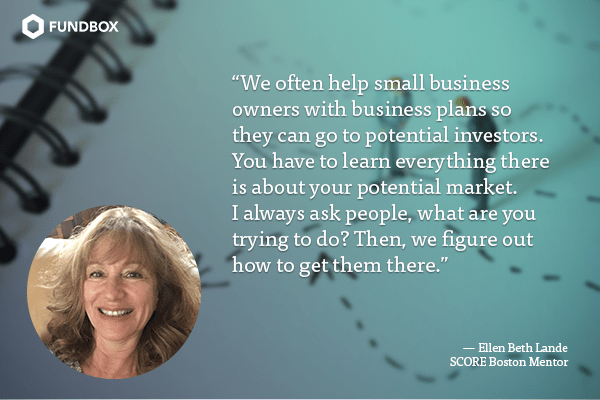 FUNDBOX
“We often help small business
owners with business plans so
they can go to potential investors.
You have to learn everything there
is about your potential market.
I always ask people, what are you
trying to do? Then, we figure out
how to get them there.”
— Ellen Beth Lande
SCORE Boston Mentor